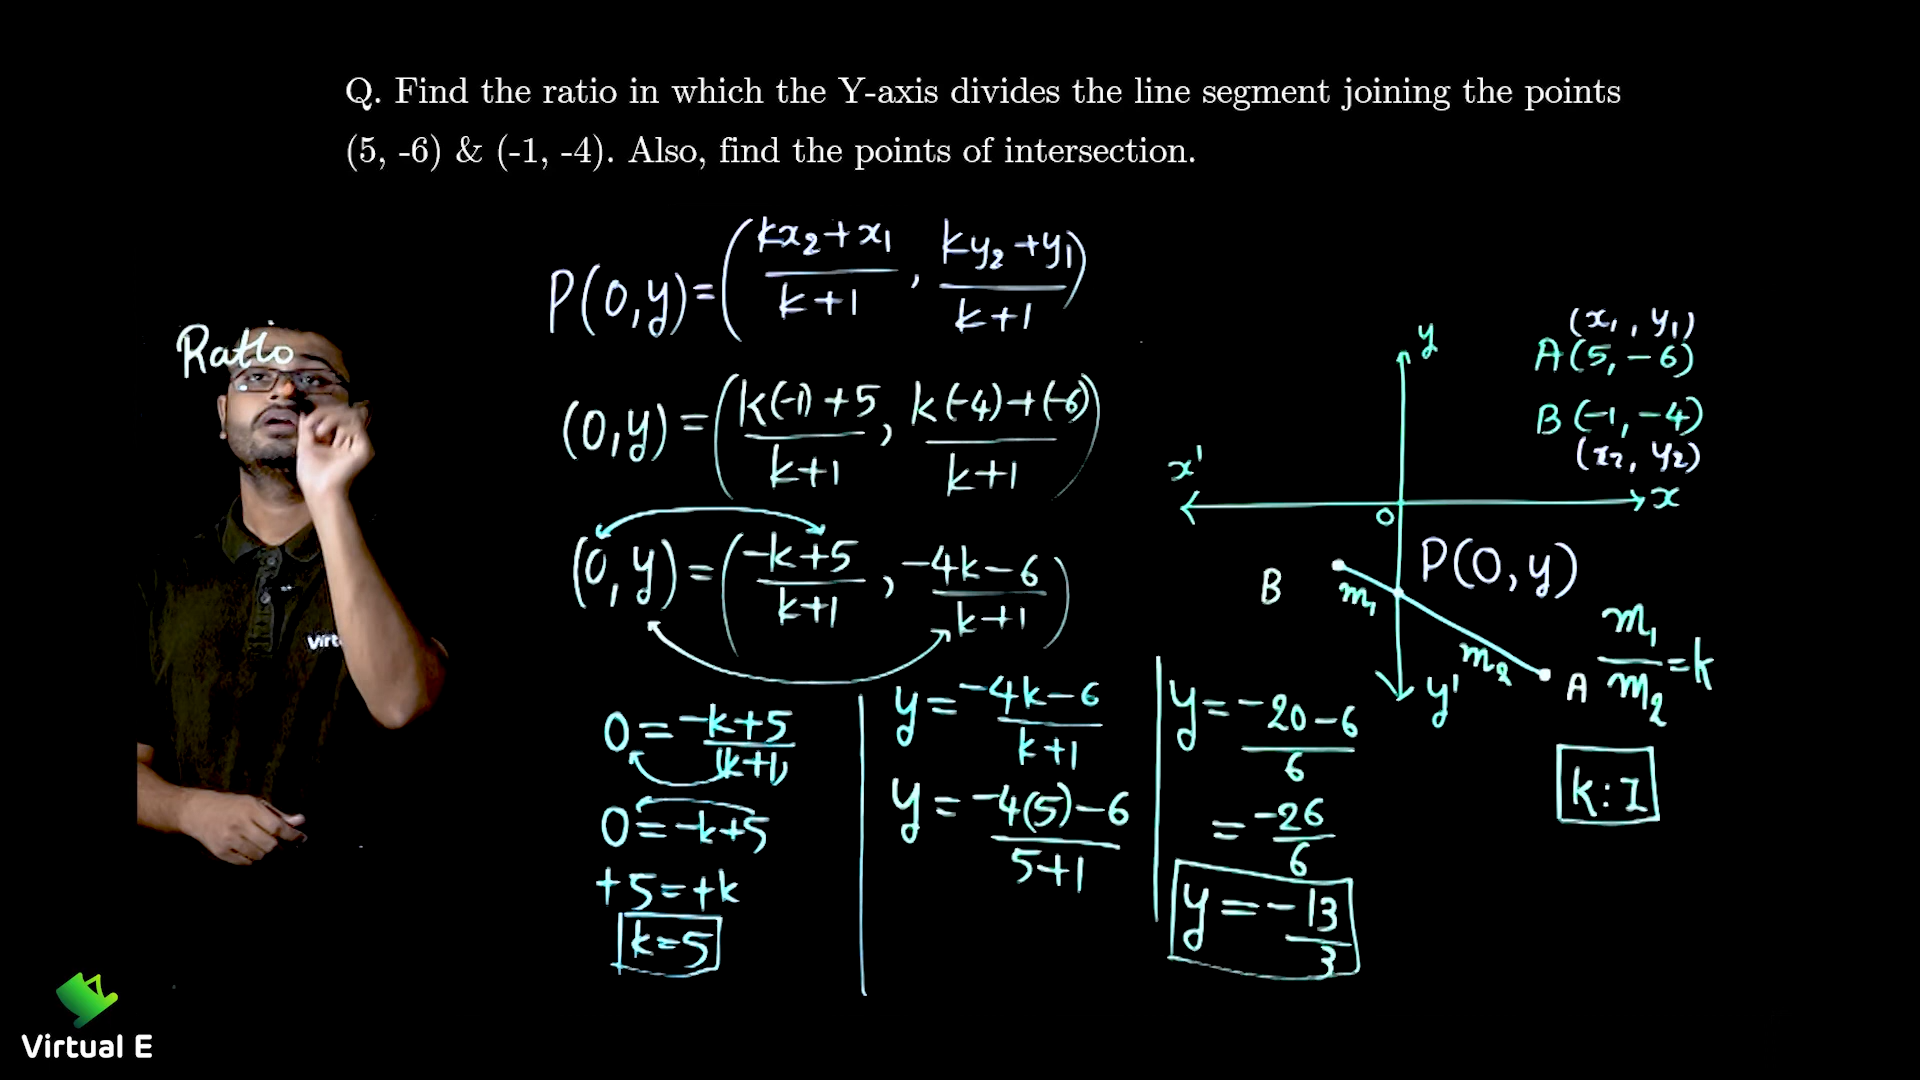 Q. Find the ratio in which the Y-axis divides the line segment joining the points
(5, -6) & (-1, -4). Also, find the points of intersection.
Ratio
P(0,y)=(kx₂+x₁/k+1, ky₂+y₁/k+1)
(0,y)=(k(-1)+5/k+1, k(-4)+(-6)/k+1)
(0,y)=(-k+5/k+1, -4k-6/k+1)
0=-k+5/(k+1)
0=-k+5
+5=+k
k=5
y=-4k-6/k+1
y=-4(5)-6/5+1
y=-20-6/6
=-26/6
y=-13/3
(x₁, y₁)
A(5,-6)
B(-1,-4)
(x₂, y₂)
y
x'
x
O
P(0,y)
B
m₁
m₂
A
y'
m₁/m₂=k
k:1
Virt
Virtual E